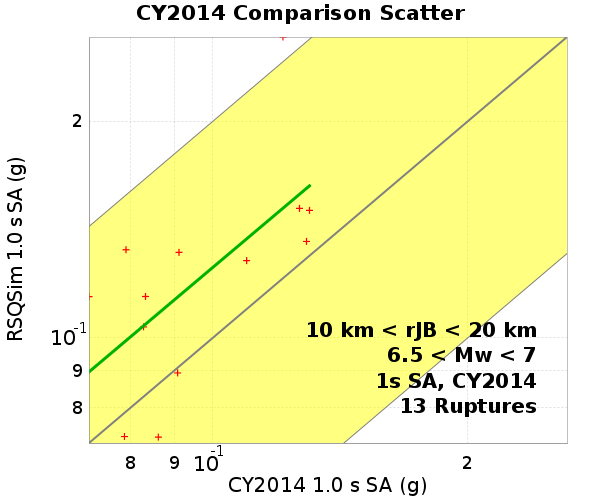 CY2014 Comparison Scatter
RSQSim 1.0 s SA (g)
2
10⁻¹
9
8
10 km < rJB < 20 km
6.5 < Mw < 7
1s SA, CY2014
13 Ruptures
8 9 10⁻¹ 2
CY2014 1.0 s SA (g)